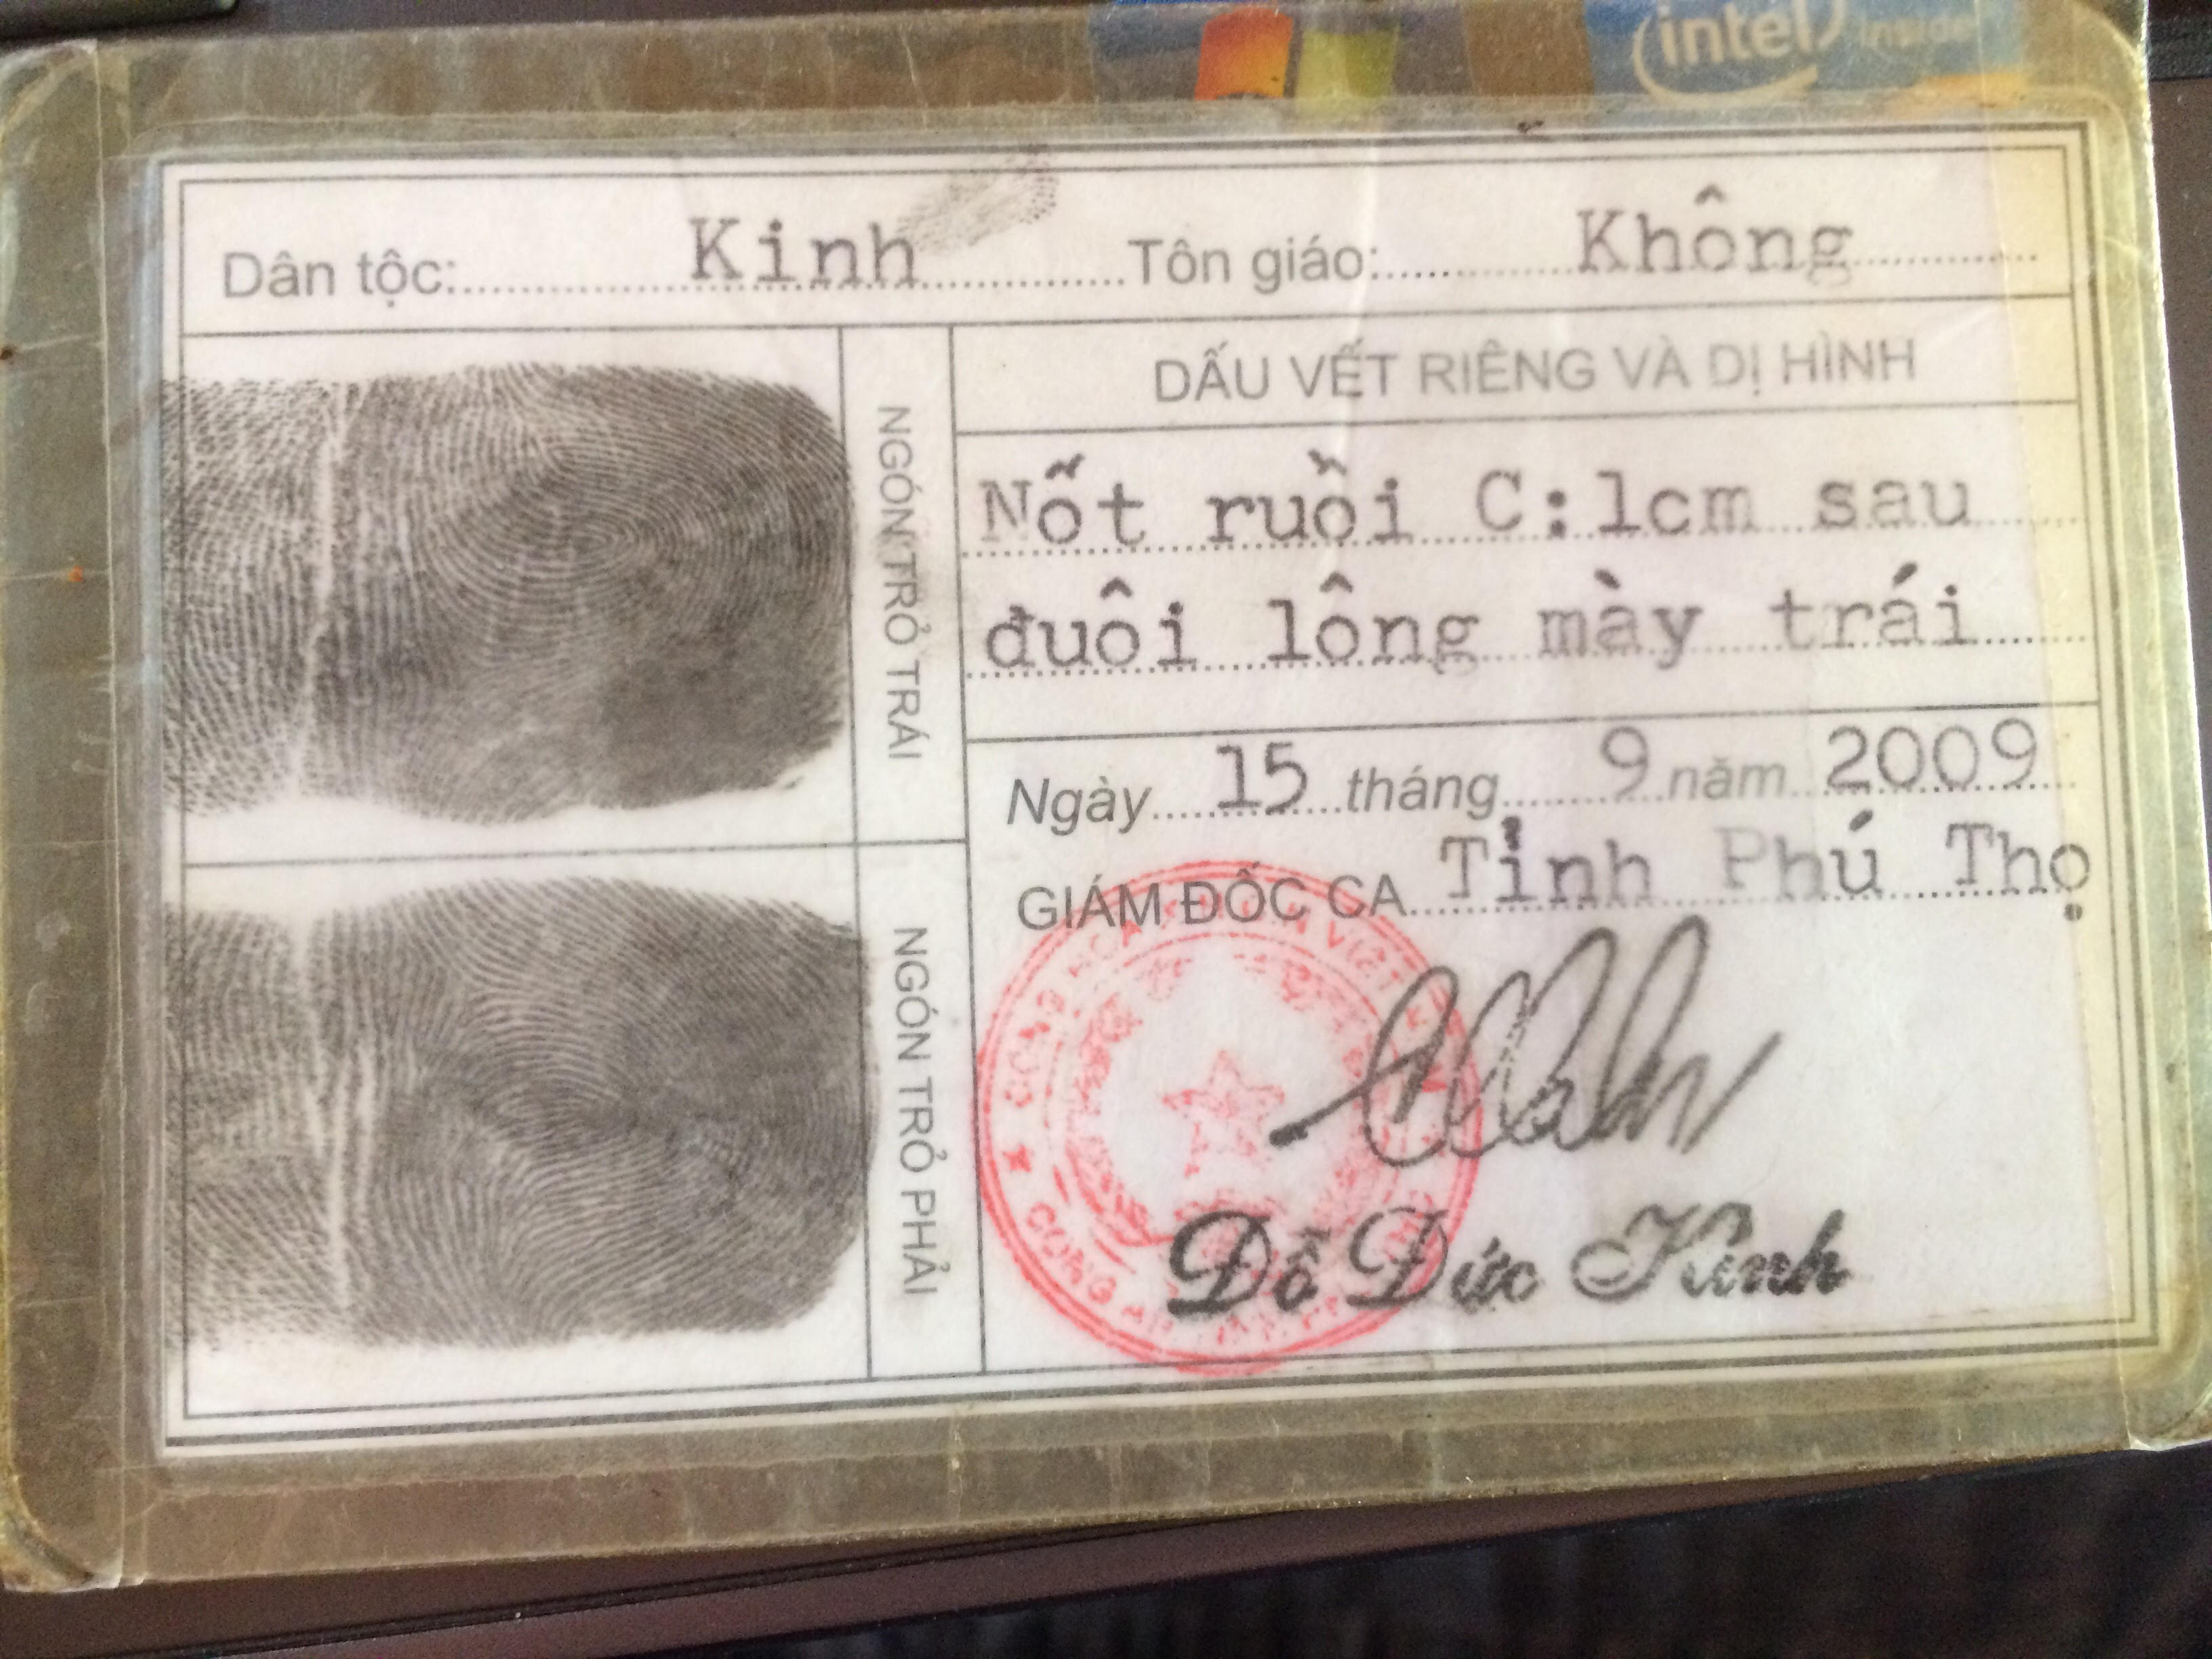 intel inside
Dân tộc: Kinh Tôn giáo: Không
DẤU VẾT RIÊNG VÀ DỊ HÌNH
NGÓN TRỎ TRÁI
Nốt ruồi C:1cm sau
đuôi lông mày trái
Ngày 15 tháng 9 năm 2009
GIÁM ĐỐC CA Tỉnh Phú Thọ
NGÓN TRỎ PHẢI
Đỗ Đức Kinh